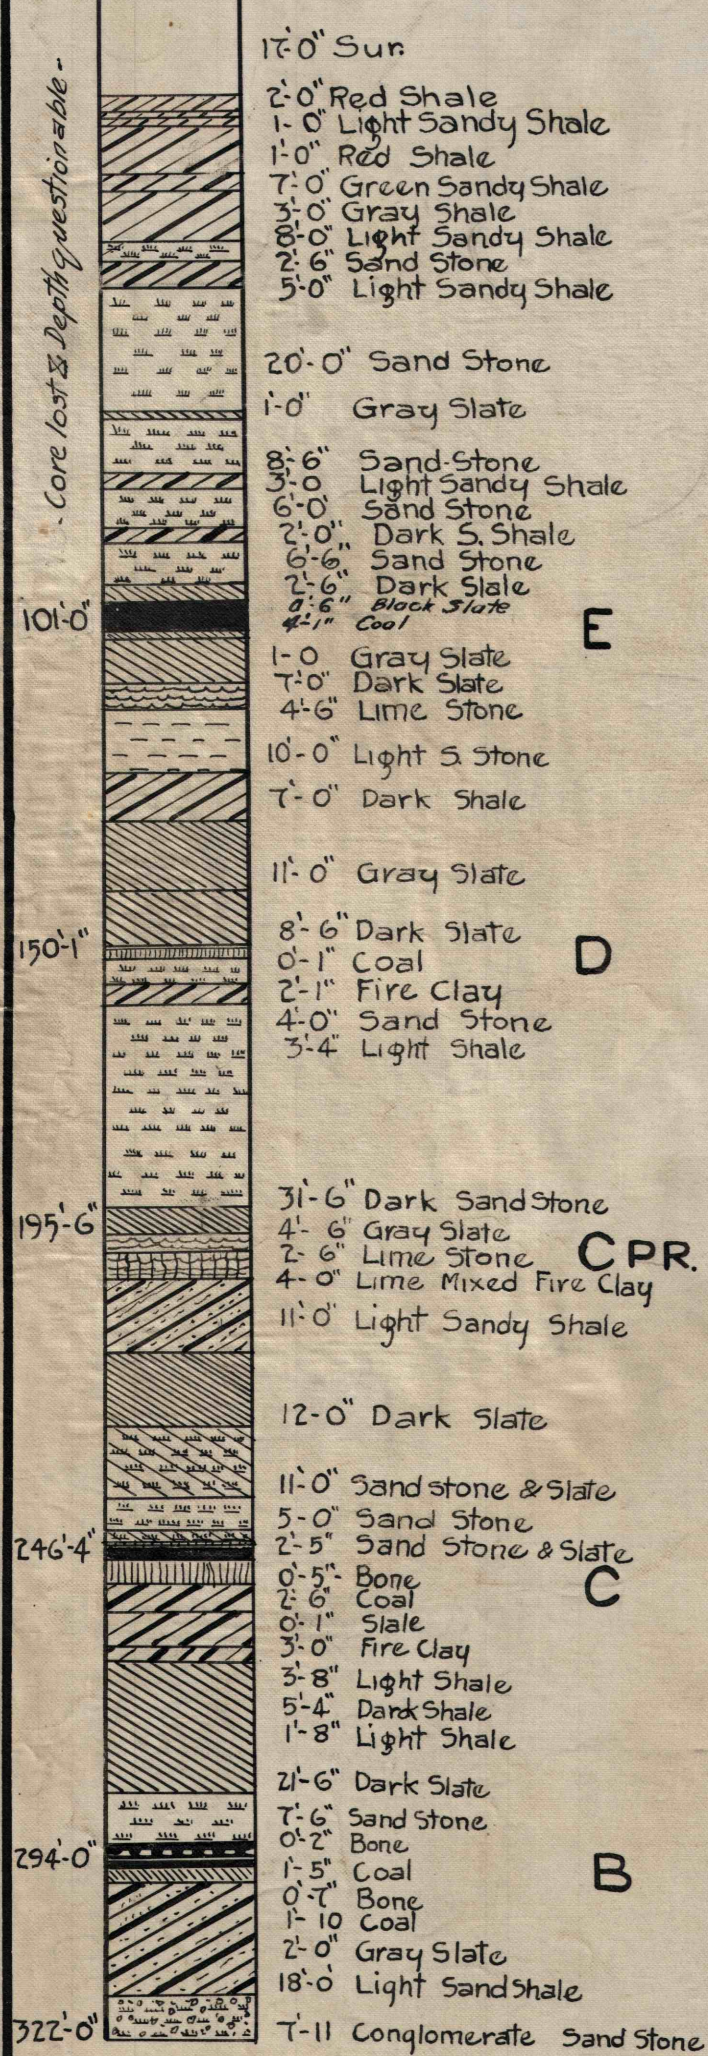 - Core lost & Depth questionable -
17'-0" Sur.
2'-0" Red Shale
1-0" Light Sandy Shale
1-0" Red Shale
7'-0" Green Sandy Shale
3'-0" Gray Shale
8'-0" Light Sandy Shale
2'-6" Sand Stone
5'-0" Light Sandy Shale
20'-0" Sand Stone
1'-0" Gray Slate
8'-6" Sand-Stone
3'-0 Light Sandy Shale
6'-0" Sand Stone
2'-0" Dark S. Shale
6'-6" Sand Stone
2'-6" Dark Slale
0'-6" Black Slate
101'-0" 4'-1" Coal E
1-0 Gray Slate
7'-0" Dark Slate
4'-6" Lime Stone
10'-0" Light S. Stone
7'-0" Dark Shale
11'-0" Gray Slate
8'-6" Dark Slate
150'-1" 0'-1" Coal D
2'-1" Fire Clay
4'-0" Sand Stone
3'-4" Light Shale
31'-6" Dark Sand Stone
195'-6" 4'-6" Gray Slate
2-6" Lime Stone C PR.
4-0" Lime Mixed Fire Clay
11'-0" Light Sandy Shale
12-0" Dark Slate
11'-0" Sand stone & Slate
5-0" Sand Stone
246'-4" 2'-5" Sand Stone & Slate
0'-5"- Bone C
2'-6" Coal
0'-1" Slale
3'-0" Fire Clay
3'-8" Light Shale
5'-4" Dark Shale
1'-8" Light Shale
21'-6" Dark Slate
7'-6" Sand Stone
0'-2" Bone
294'-0" 1'-5" Coal B
0'-7" Bone
1'-10 Coal
2'-0" Gray Slate
18'-0 Light Sand Shale
322'-0" 7'-11 Conglomerate Sand Stone